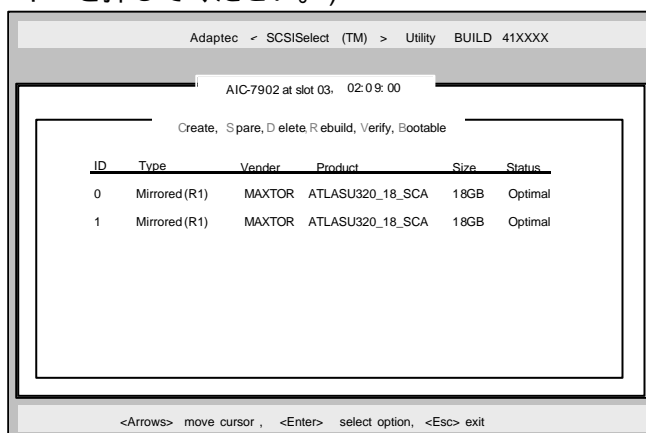 Adaptec < SCSISelect (TM) > Utility BUILD 41XXXX
AIC-7902 at slot 03, 02:09:00
Create, Spare, Delete, Rebuild, Verify, Bootable
ID Type Vender Product Size Status
0 Mirrored (R1) MAXTOR ATLASU320_18_SCA 18GB Optimal
1 Mirrored (R1) MAXTOR ATLASU320_18_SCA 18GB Optimal
<Arrows> move cursor , <Enter> select option, <Esc> exit